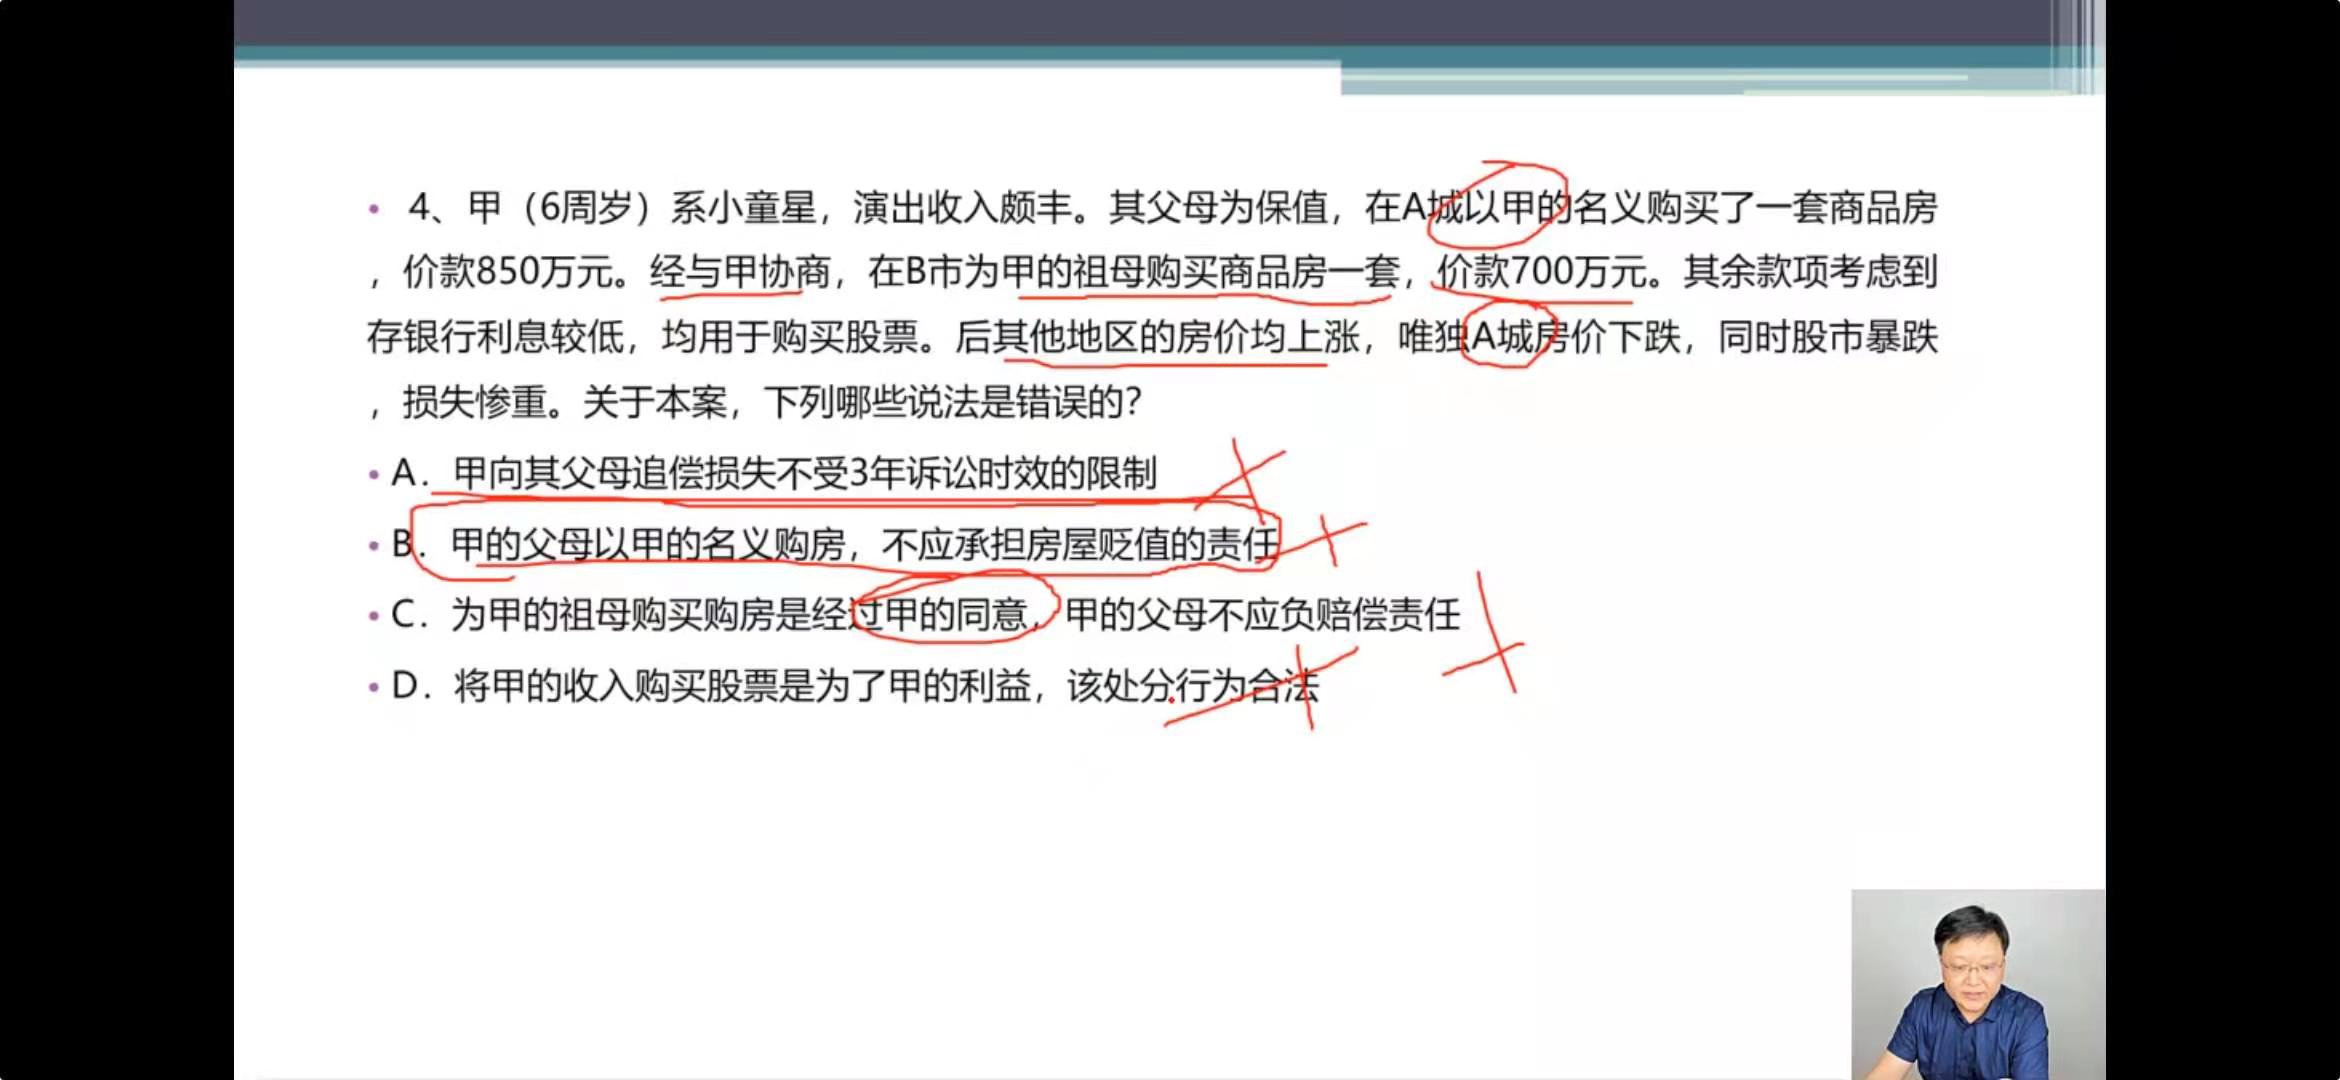 4、甲（6周岁）系小童星，演出收入颇丰。其父母为保值，在A城以甲的名义购买了一套商品房
，价款850万元。经与甲协商，在B市为甲的祖母购买商品房一套，价款700万元。其余款项考虑到
存银行利息较低，均用于购买股票。后其他地区的房价均上涨，唯独A城房价下跌，同时股市暴跌
，损失惨重。关于本案，下列哪些说法是错误的？
A．甲向其父母追偿损失不受3年诉讼时效的限制
B．甲的父母以甲的名义购房，不应承担房屋贬值的责任
C．为甲的祖母购买购房是经过甲的同意，甲的父母不应负赔偿责任
D．将甲的收入购买股票是为了甲的利益，该处分行为合法